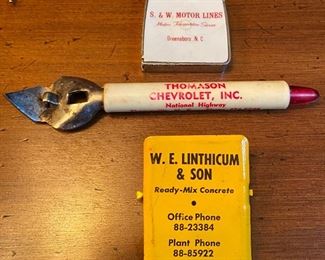 S. & W. MOTOR LINES
Greensboro, N. C.
THOMASON
CHEVROLET, INC.
National Highway
W. E. LINTHICUM
& SON
Ready-Mix Concrete
Office Phone
88-23384
Plant Phone
88-85922